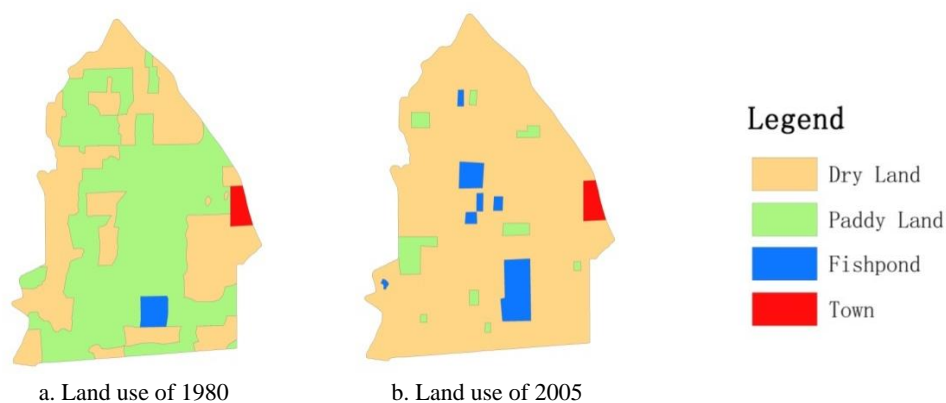 Legend
Dry Land
Paddy Land
Fishpond
Town
a. Land use of 1980
b. Land use of 2005